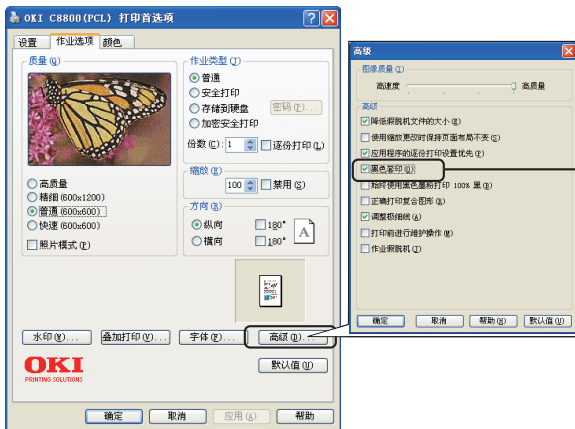 OKI C8800(PCL) 打印首选项
设置 作业选项 颜色
质量(Q)
高质量
精细(600x1200)
普通(600x600)
快速(600x600)
照片模式(P)
作业类型(J)
普通
安全打印
存储到硬盘
密码(P)...
加密安全打印
份数(C): 1 逐份打印(L)
缩放(E)
100 % 禁用(S)
方向(R)
纵向 180°
横向 180°
A
水印(W)... 叠加打印(V)... 字体(F)... 高级(D)...
OKI
PRINTING SOLUTIONS
默认值(U)
确定 取消 应用(A) 帮助
高级
图像质量(I)
高速度 高质量
高级
降低假脱机文件的大小(E)
使用缩放更改时保持页面布局不变(S)
应用程序的逐份打印设置优先(P)
黑色套印(O)
始终使用黑色墨粉打印 100% 黑(B)
正确打印复合图形(R)
调整极细线(A)
打印前进行维护操作(M)
作业假脱机(J)
确定 取消 帮助(H) 默认值(U)